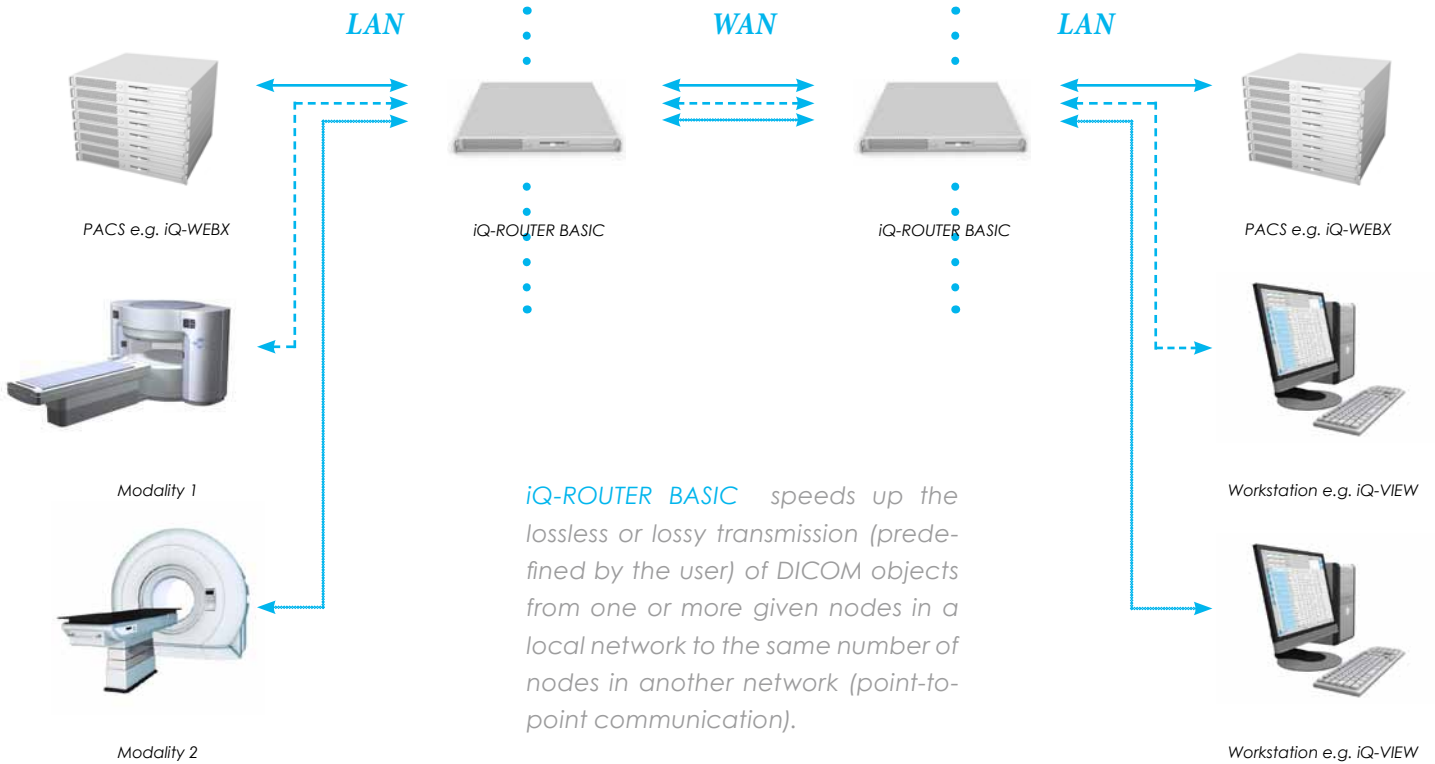 LAN
WAN
LAN
PACS e.g. iQ-WEBX
iQ-ROUTER BASIC
iQ-ROUTER BASIC
PACS e.g. iQ-WEBX
Modality 1
Workstation e.g. iQ-VIEW
iQ-ROUTER BASIC speeds up the
lossless or lossy transmission (prede-
fined by the user) of DICOM objects
from one or more given nodes in a
local network to the same number of
nodes in another network (point-to-
point communication).
Modality 2
Workstation e.g. iQ-VIEW